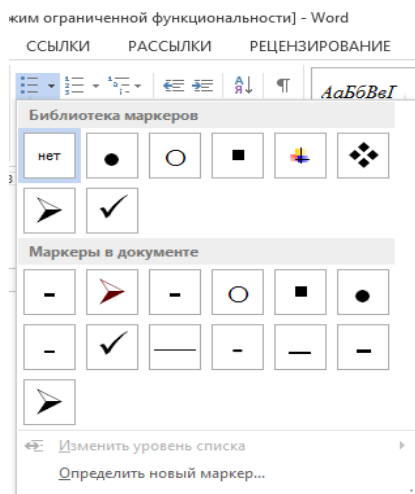 жим ограниченной функциональности] - Word
ССЫЛКИ РАССЫЛКИ РЕЦЕНЗИРОВАНИЕ
АаБбВвГ
Библиотека маркеров
нет
Маркеры в документе
Изменить уровень списка
Определить новый маркер...